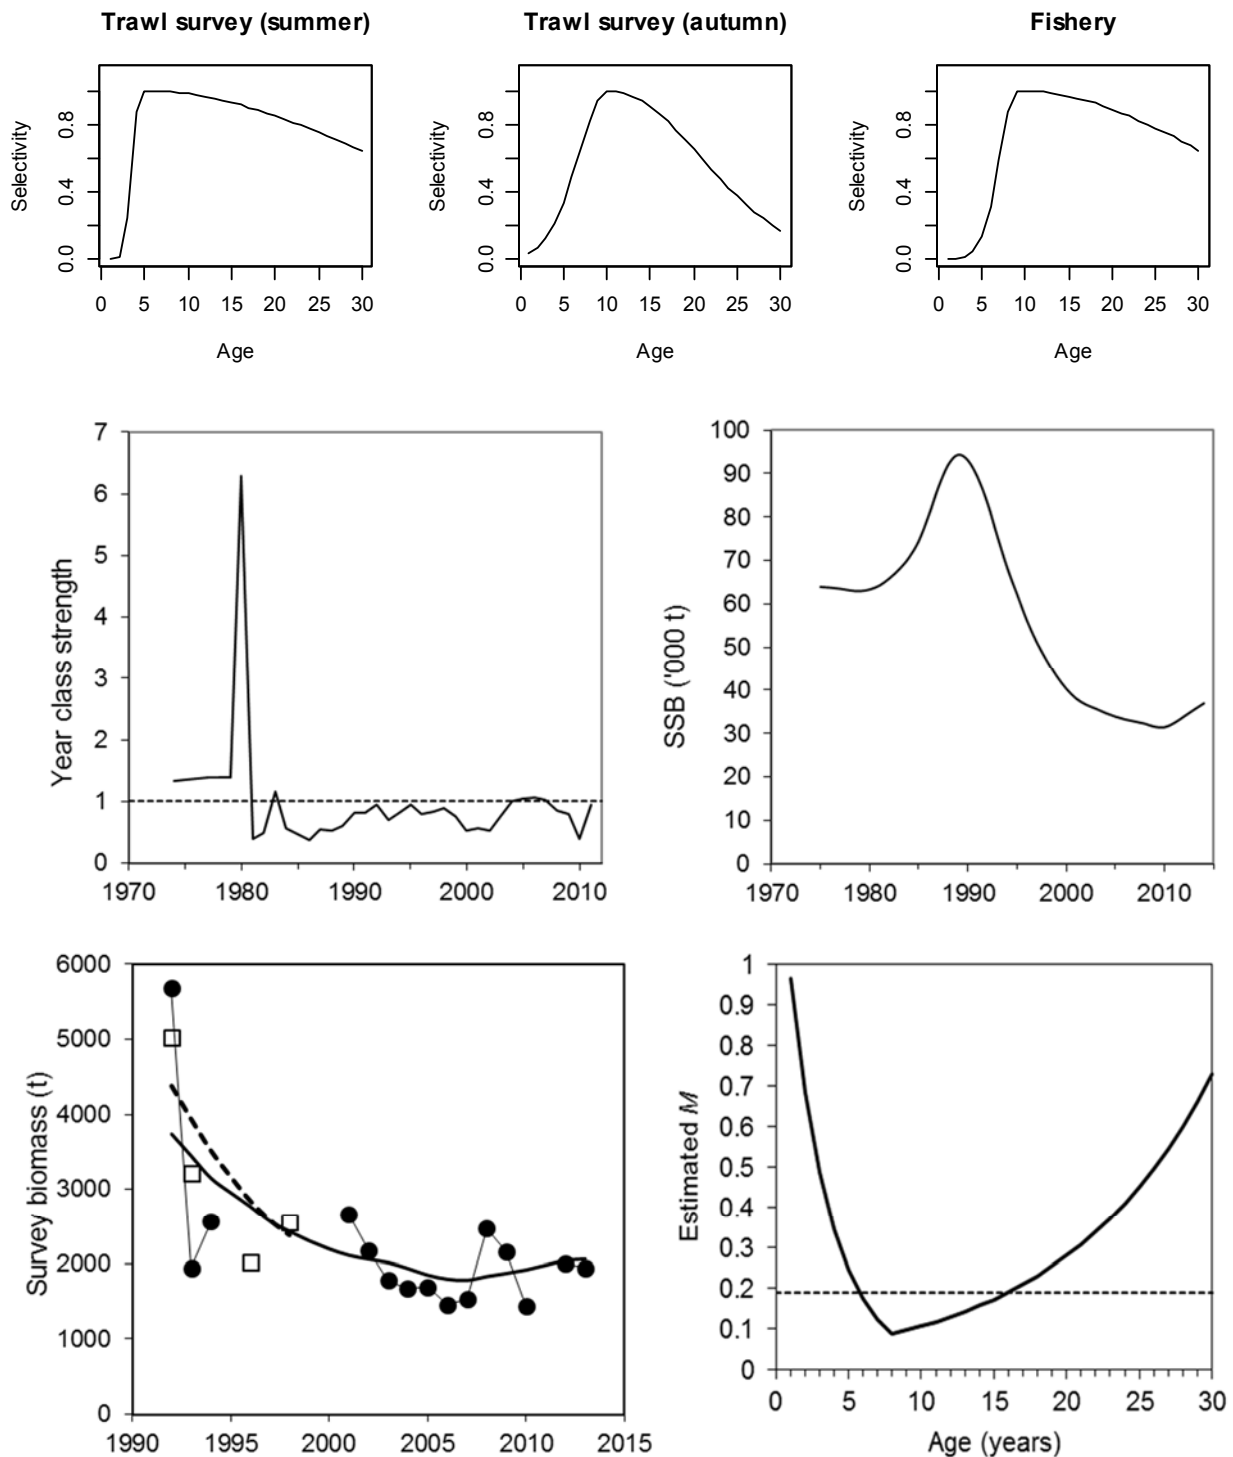 Trawl survey (summer) Trawl survey (autumn) Fishery
Selectivity
0.0 0.4 0.8
0 5 10 15 20 25 30
Age
Selectivity
0.0 0.4 0.8
0 5 10 15 20 25 30
Age
Selectivity
0.0 0.4 0.8
0 5 10 15 20 25 30
Age
Year class strength
7
6
5
4
3
2
1
0
1970 1980 1990 2000 2010
SSB ('000 t)
100
90
80
70
60
50
40
30
20
10
0
1970 1980 1990 2000 2010
Survey biomass (t)
6000
5000
4000
3000
2000
1000
0
1990 1995 2000 2005 2010 2015
Estimated M
1
0.9
0.8
0.7
0.6
0.5
0.4
0.3
0.2
0.1
0
0 5 10 15 20 25 30
Age (years)